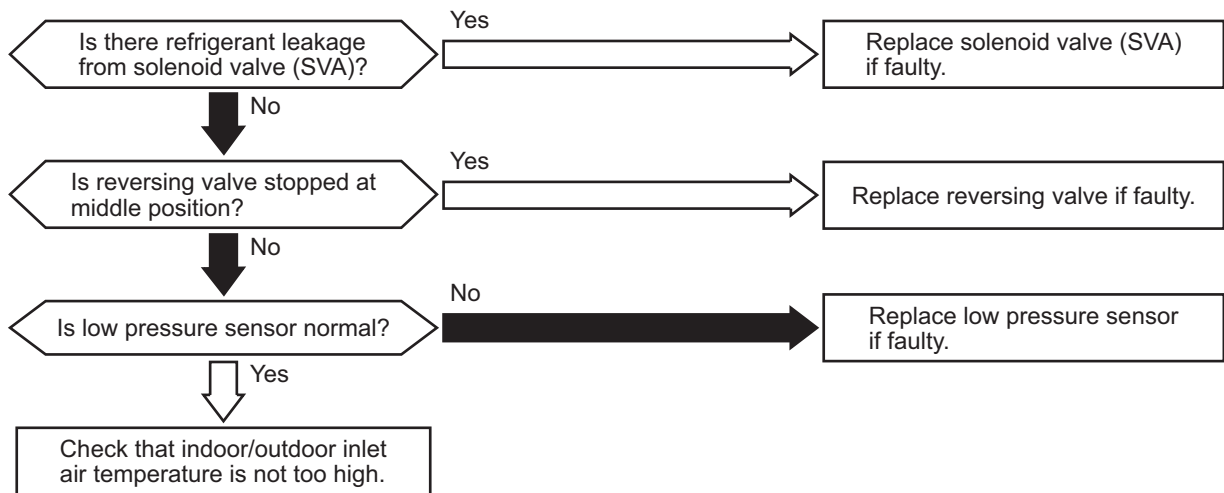 Is there refrigerant leakage
from solenoid valve (SVA)?
Yes
Replace solenoid valve (SVA)
if faulty.
No
Is reversing valve stopped at
middle position?
Yes
Replace reversing valve if faulty.
No
Is low pressure sensor normal?
No
Replace low pressure sensor
if faulty.
Yes
Check that indoor/outdoor inlet
air temperature is not too high.